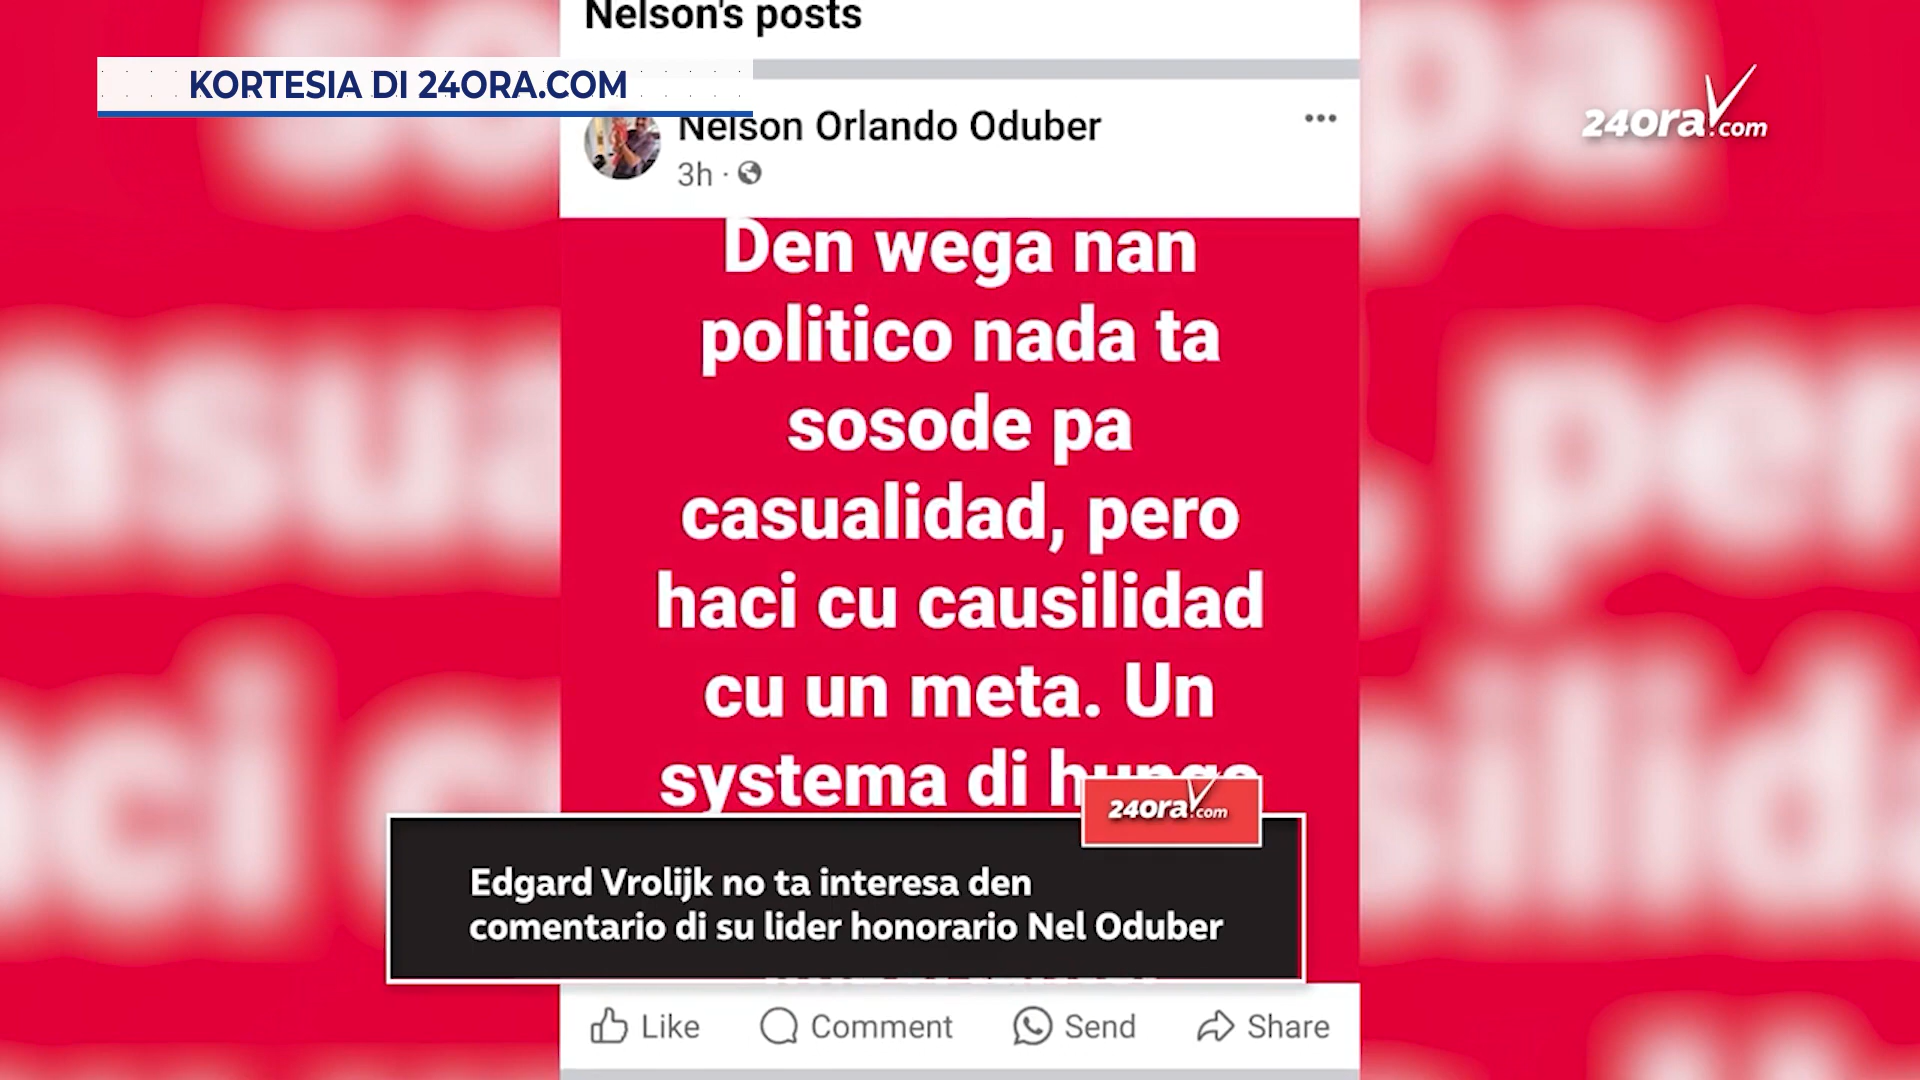 Nelson's posts
KORTESIA DI 24ORA.COM
24ora.com
Nelson Orlando Oduber
3h ·
Den wega nan
politico nada ta
sosode pa
casualidad, pero
haci cu causilidad
cu un meta. Un
systema di
24ora.com
Edgard Vrolijk no ta interesa den
comentario di su lider honorario Nel Oduber
Like
Comment
Send
Share